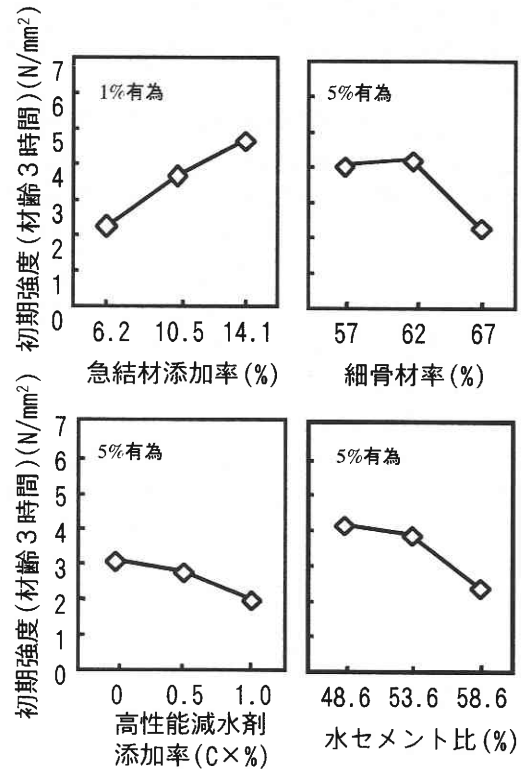 初期強度(材齢3時間)(N/mm²)
7
6
5
4
3
2
1
0
1%有為
6.2 10.5 14.1
急結材添加率(%)
5%有為
57 62 67
細骨材率(%)
初期強度(材齢3時間)(N/mm²)
7
6
5
4
3
2
1
0
5%有為
0 0.5 1.0
高性能減水剤
添加率(C×%)
5%有為
48.6 53.6 58.6
水セメント比(%)